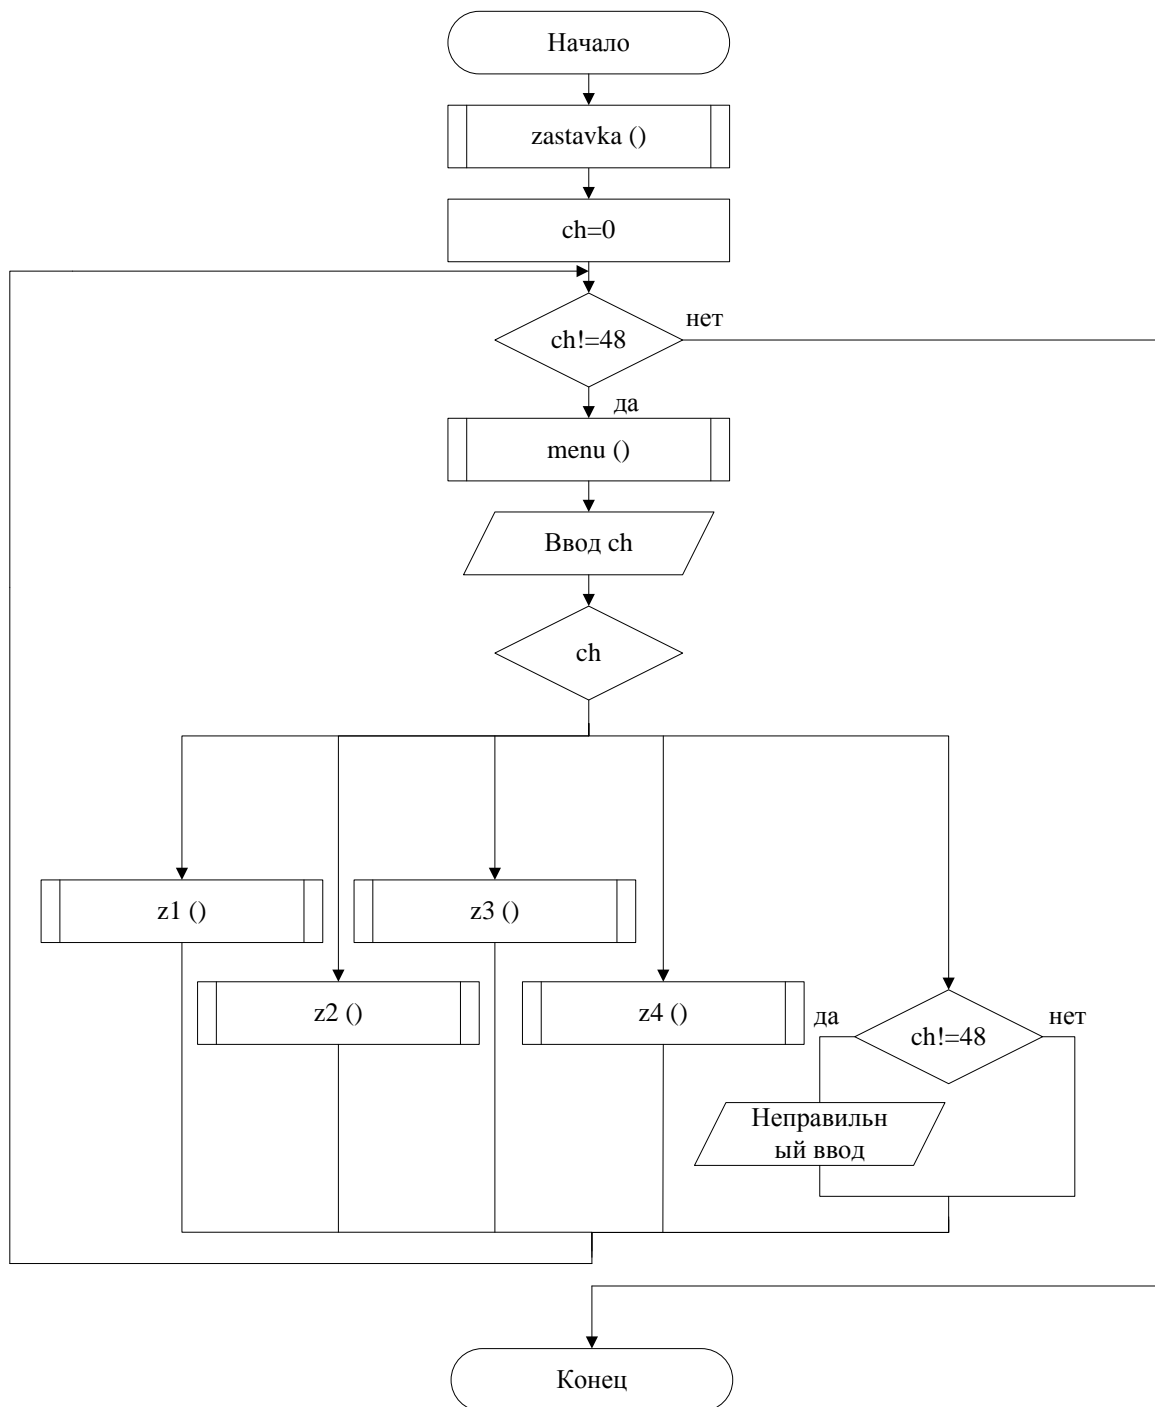 Начало
zastavka ()
ch=0
ch!=48
нет
да
menu ()
Ввод ch
ch
z1 ()
z3 ()
z2 ()
z4 ()
да
ch!=48
нет
Неправильн
ый ввод
Конец